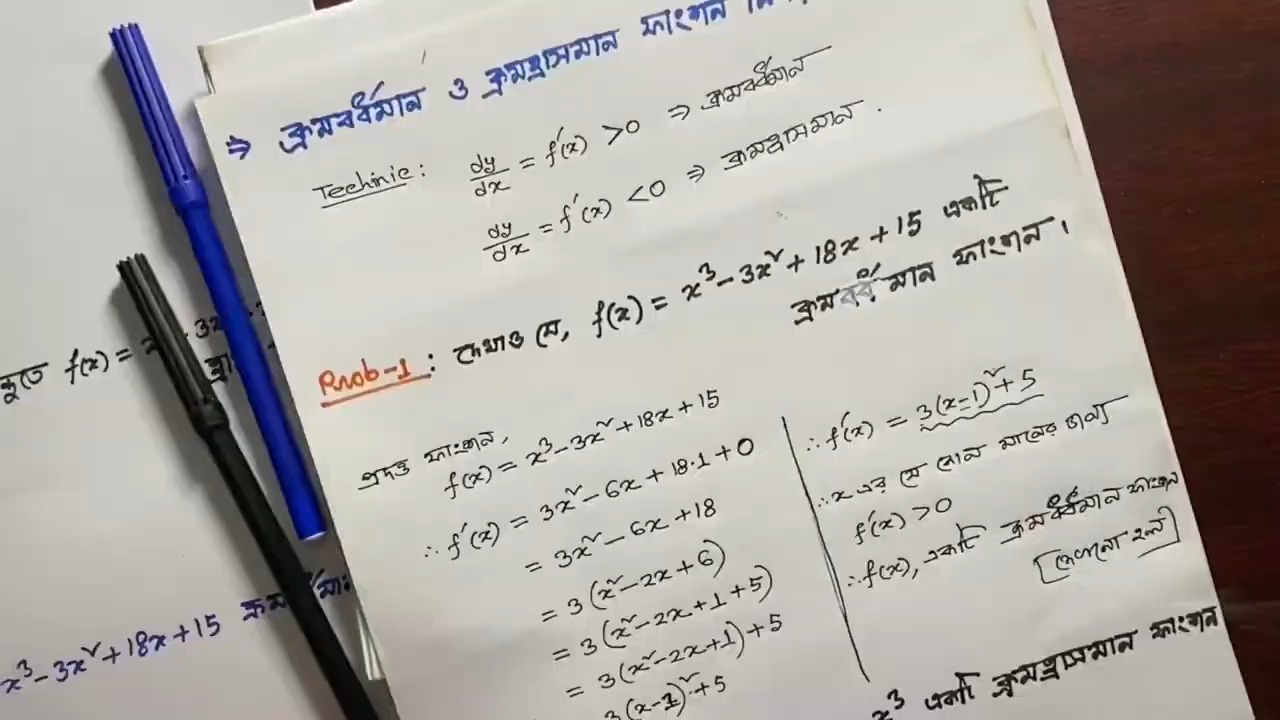 ⇒ ক্রমবর্ধমান ও ক্রমহ্রাসমান ফাংশন
Techinic: dy/dx = f'(x) > 0 ⇒ ক্রমবর্ধমান
dy/dx = f'(x) < 0 ⇒ ক্রমহ্রাসমান.
Prob-1: দেখাও যে, f(x) = x³ - 3x² + 18x + 15 একটি
ক্রমবর্ধমান ফাংশন।
প্রদত্ত ফাংশন,
f(x) = x³ - 3x² + 18x + 15
∴ f'(x) = 3x² - 6x + 18·1 + 0
= 3x² - 6x + 18
= 3(x² - 2x + 6)
= 3(x² - 2x + 1 + 5)
= 3(x² - 2x + 1) + 5
3(x-1)² + 5
∴ f'(x) = 3(x-1)² + 5
∴ x এর যে কোন মানের জন্য
f'(x) > 0
∴ f(x), একটি ক্রমবর্ধমান ফাংশন
[দেখানো হল]
x³ একটি ক্রমহ্রাসমান ফাংশন
f(x) =
x³ - 3x² + 18x + 15